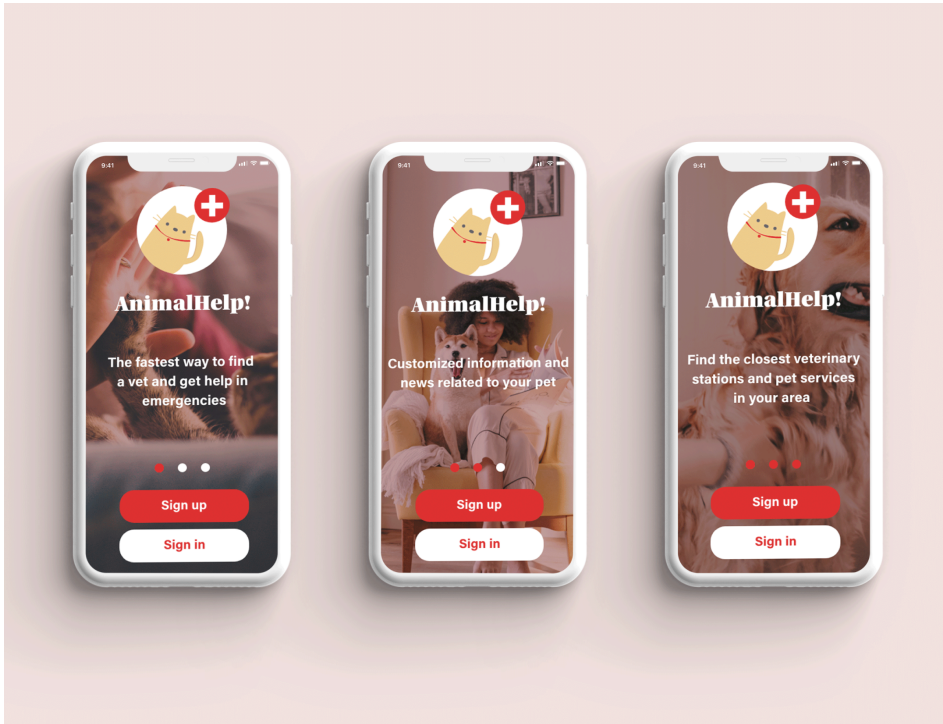 9:41
AnimalHelp!
The fastest way to find
a vet and get help in
emergencies
Sign up
Sign in
9:41
AnimalHelp!
Customized information and
news related to your pet
Sign up
Sign in
9:41
AnimalHelp!
Find the closest veterinary
stations and pet services
in your area
Sign up
Sign in